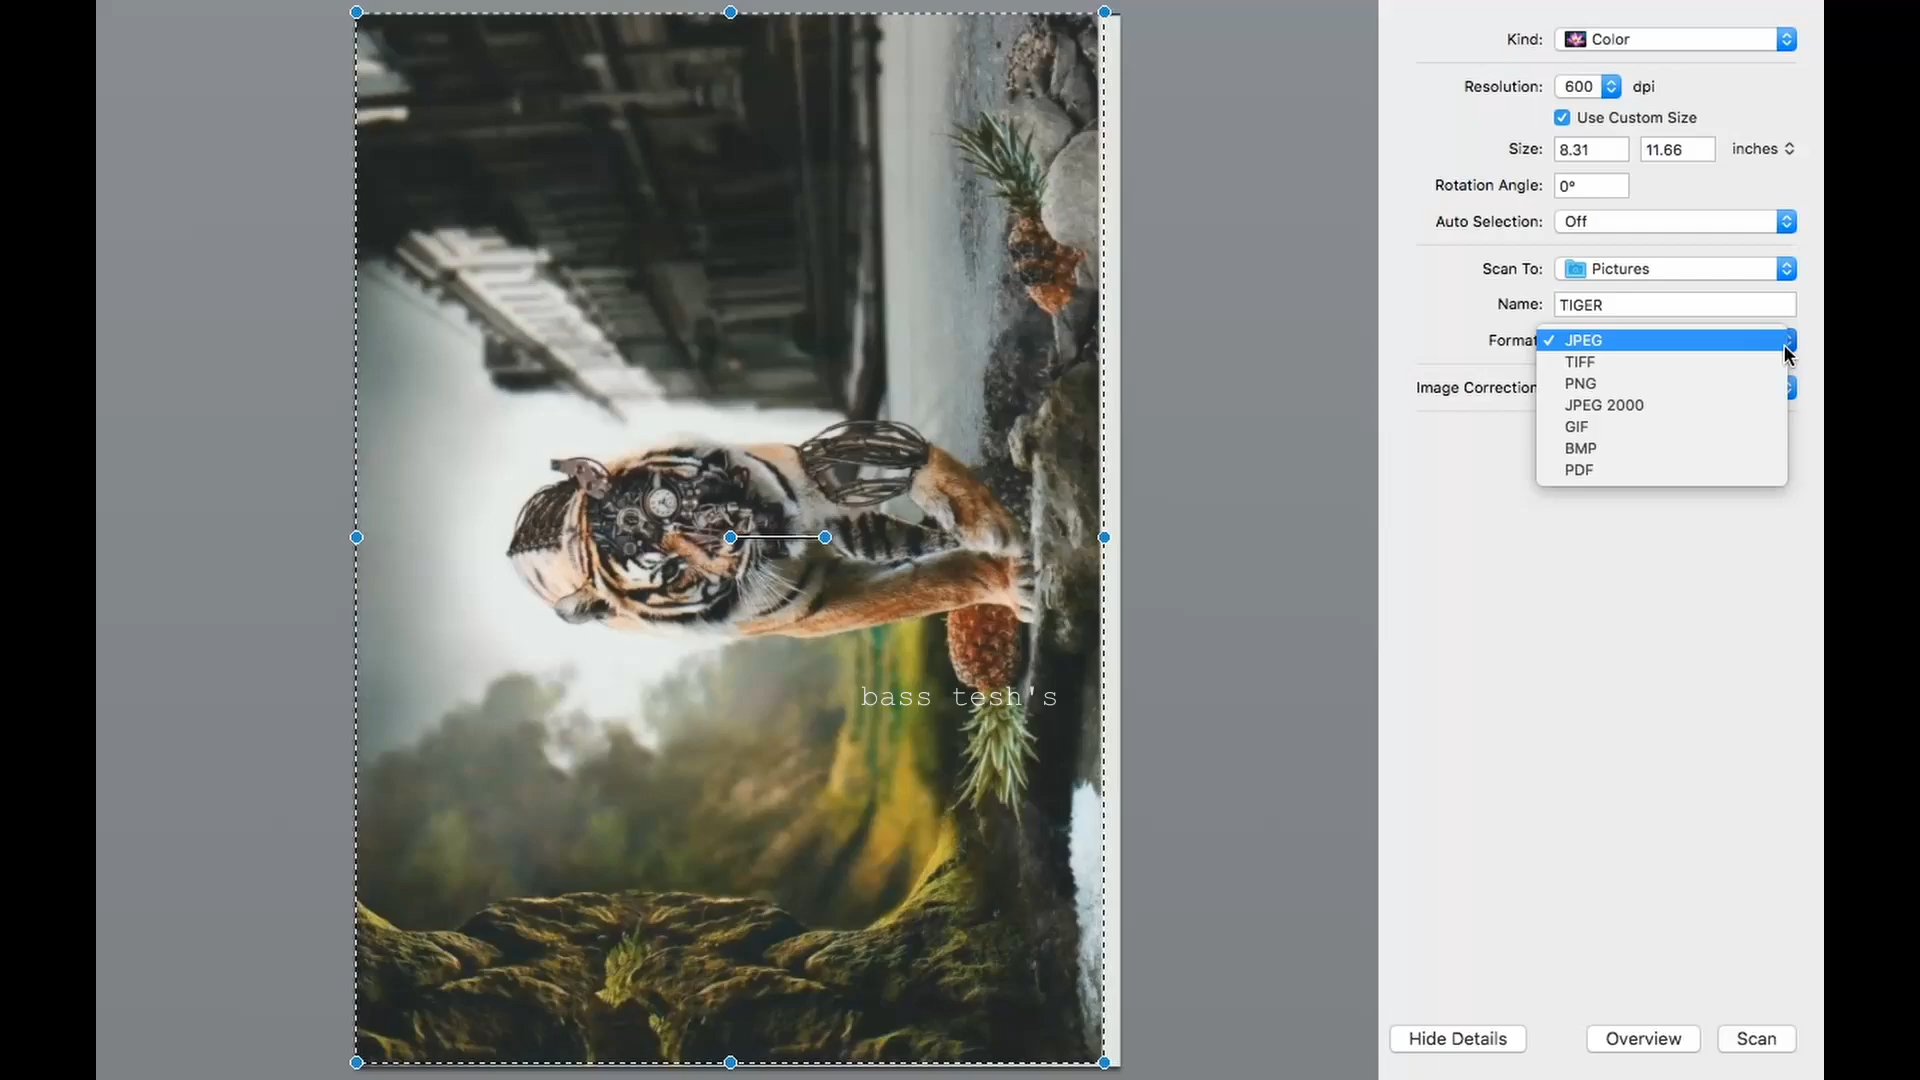 Kind: Color
Resolution: 600 dpi
Use Custom Size
Size: 8.31 11.66 inches
Rotation Angle: 0°
Auto Selection: Off
Scan To: Pictures
Name: TIGER
Format JPEG
TIFF
PNG
Image Correction
JPEG 2000
GIF
BMP
PDF
bass tesh's
Hide Details Overview Scan